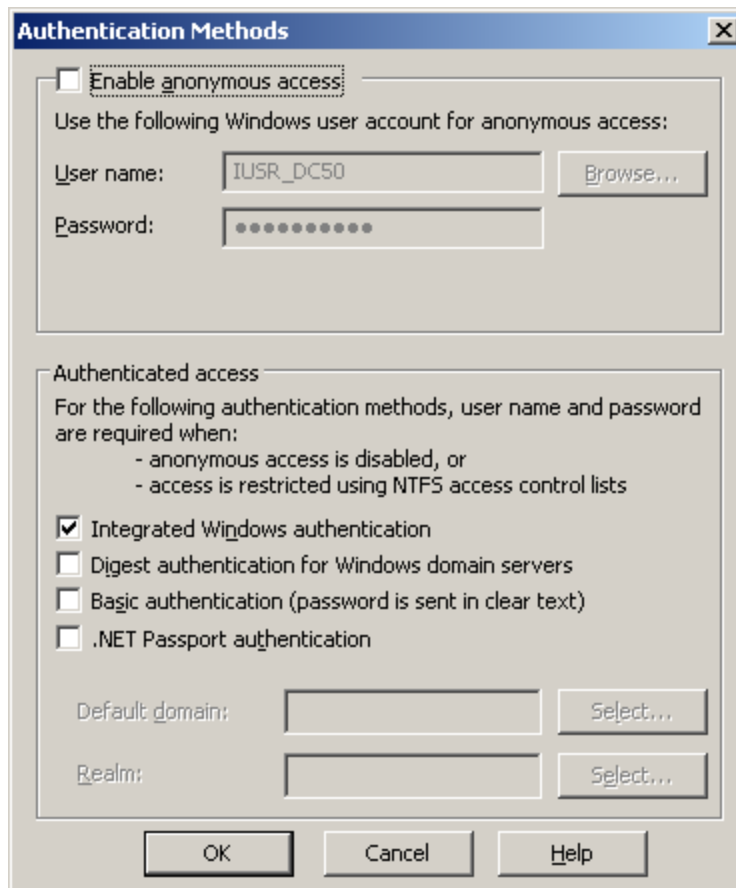 Authentication Methods
Enable anonymous access
Use the following Windows user account for anonymous access:
User name: IUSR_DC50 Browse...
Password: ●●●●●●●●●●
Authenticated access
For the following authentication methods, user name and password
are required when:
- anonymous access is disabled, or
- access is restricted using NTFS access control lists
Integrated Windows authentication
Digest authentication for Windows domain servers
Basic authentication (password is sent in clear text)
.NET Passport authentication
Default domain: Select...
Realm: Select...
OK Cancel Help